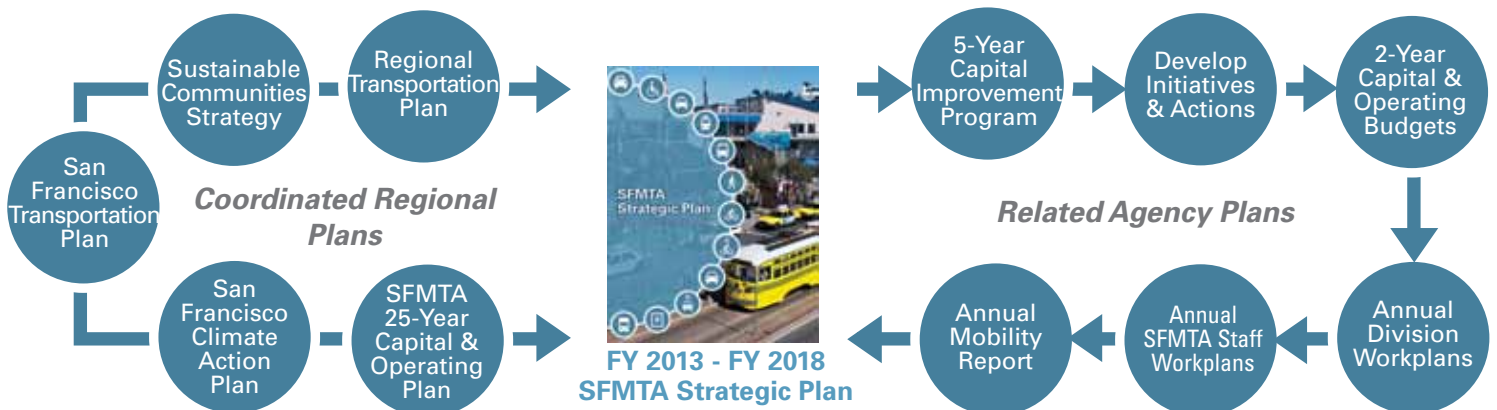 Sustainable
Communities
Strategy
Regional
Transportation
Plan
San
Francisco
Transportation
Plan
Coordinated Regional
Plans
San
Francisco
Climate
Action
Plan
SFMTA
25-Year
Capital &
Operating
Plan
SFMTA
Strategic Plan
FY 2013 - FY 2018
SFMTA Strategic Plan
5-Year
Capital
Improvement
Program
Develop
Initiatives
& Actions
2-Year
Capital &
Operating
Budgets
Related Agency Plans
Annual
Mobility
Report
Annual
SFMTA Staff
Workplans
Annual
Division
Workplans